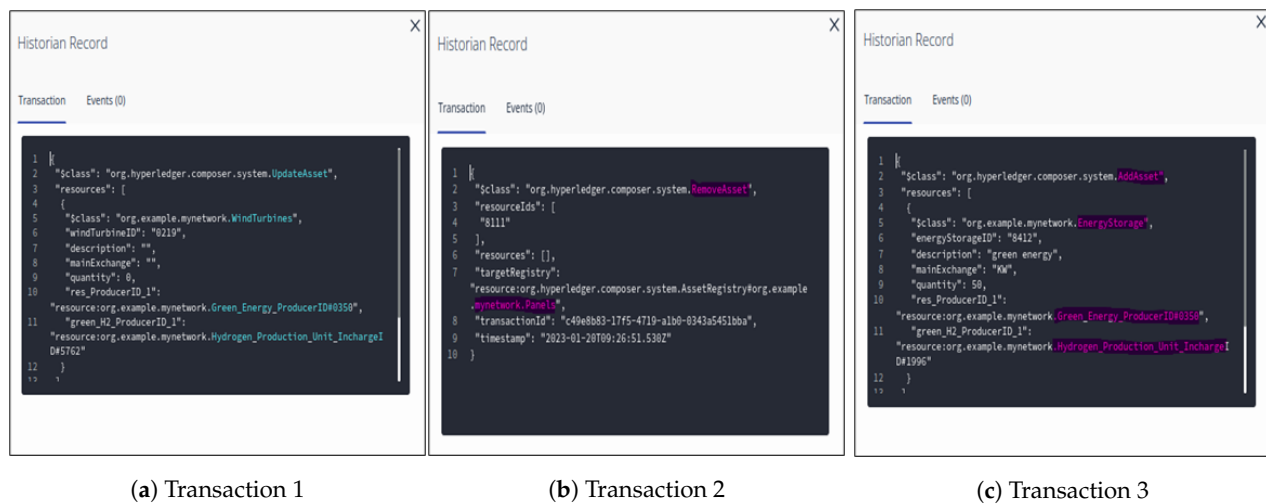 X
Historian Record
Transaction Events (0)
1 {
2 "$class": "org.hyperledger.composer.system.UpdateAsset",
3 "resources": [
4 {
5 "$class": "org.example.mynetwork.WindTurbines",
6 "windTurbineID": "0219",
7 "description": "",
8 "mainExchange": "",
9 "quantity": 0,
10 "res_ProducerID_1":
"resource:org.example.mynetwork.Green_Energy_ProducerID#0350",
11 "green_H2_ProducerID_1":
"resource:org.example.mynetwork.Hydrogen_Production_Unit_InchargeI
D#5762"
12 }
13 ]
(a) Transaction 1
X
Historian Record
Transaction Events (0)
1 {
2 "$class": "org.hyperledger.composer.system.RemoveAsset",
3 "resourceIds": [
4 "8111"
5 ],
6 "resources": [],
7 "targetRegistry":
"resource:org.hyperledger.composer.system.AssetRegistry#org.example
.mynetwork.Panels",
8 "transactionId": "c49e8b83-17f5-4719-a1b0-0343a5451bba",
9 "timestamp": "2023-01-20T09:26:51.530Z"
10 }
(b) Transaction 2
X
Historian Record
Transaction Events (0)
1 {
2 "$class": "org.hyperledger.composer.system.AddAsset",
3 "resources": [
4 {
5 "$class": "org.example.mynetwork.EnergyStorage",
6 "energyStorageID": "8412",
7 "description": "green energy",
8 "mainExchange": "KW",
9 "quantity": 50,
10 "res_ProducerID_1":
"resource:org.example.mynetwork.Green_Energy_ProducerID#0350",
11 "green_H2_ProducerID_1":
"resource:org.example.mynetwork.Hydrogen_Production_Unit_InchargeI
D#1996"
12 }
13 ]
(c) Transaction 3